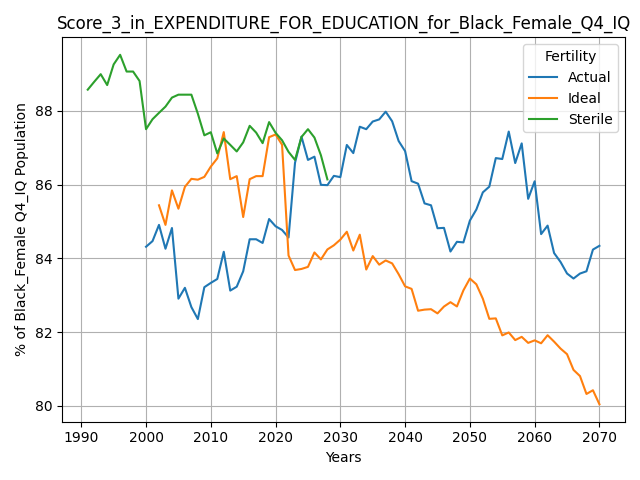 Score_3_in_EXPENDITURE_FOR_EDUCATION_for_Black_Female_Q4_IQ
Fertility
Actual
Ideal
Sterile
% of Black_Female Q4_IQ Population
88
86
84
82
80
1990 2000 2010 2020 2030 2040 2050 2060 2070
Years